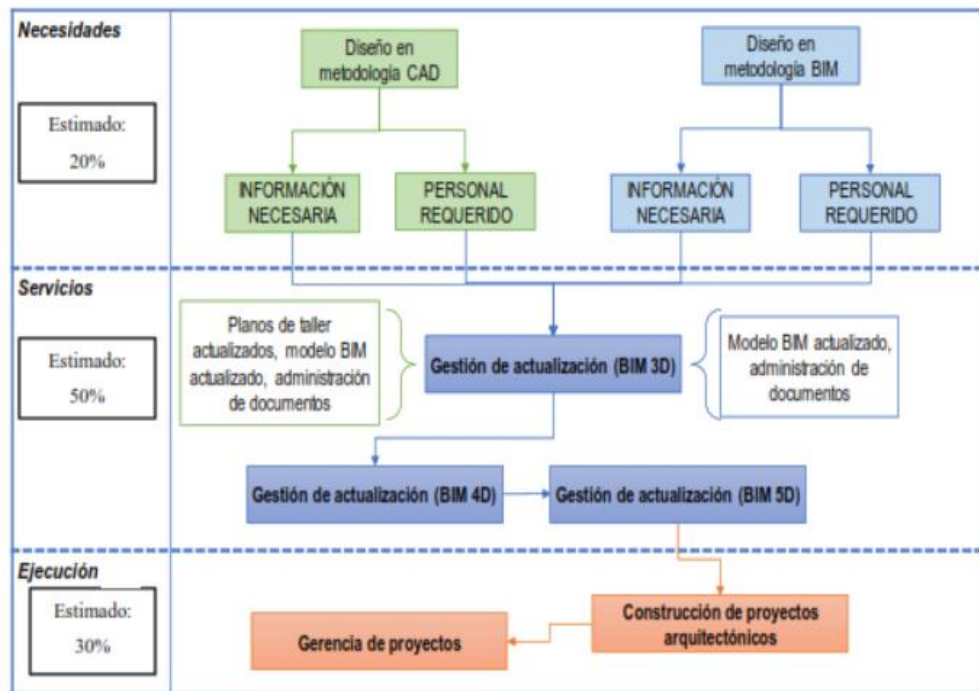 Necesidades
Estimado:
20%
Diseño en
metodología CAD
Diseño en
metodología BIM
INFORMACIÓN
NECESARIA
PERSONAL
REQUERIDO
INFORMACIÓN
NECESARIA
PERSONAL
REQUERIDO
Servicios
Estimado:
50%
Planos de taller
actualizados, modelo BIM
actualizado, administración
de documentos
Gestión de actualización (BIM 3D)
Modelo BIM actualizado,
administración de
documentos
Gestión de actualización (BIM 4D)
Gestión de actualización (BIM 5D)
Ejecución
Estimado:
30%
Gerencia de proyectos
Construcción de proyectos
arquitectónicos